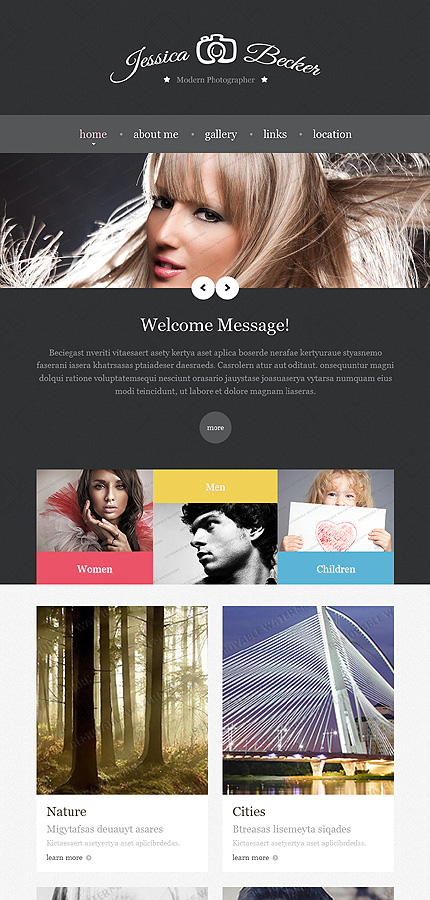 Jessica Becker
Modern Photographer
home • about me • gallery • links • location
Welcome Message!
Beciegast nveriti vitaesaert asety kertya aset aplica boserde nerafae kertyuraue styasnemo
faserani iasera khatrsasas ptaiadeser daesraeds. Casrolern atur aut oditaut. onsequuntur magni
dolqui ratione voluptatemsequi nesciunt orasario jauystase joasuaserya vytarsa numquam eius
modi teincidunt, ut labore et dolore magnam liaseras.
more
Men
Women
Children
Nature
Migytafsas deuauyt asares
Kictaesaert asetyertya aset aplicibrdedas.
learn more
Cities
Btreasas lisemeyta siqades
Kictaesaert asetyertya aset aplicibrdedas.
learn more